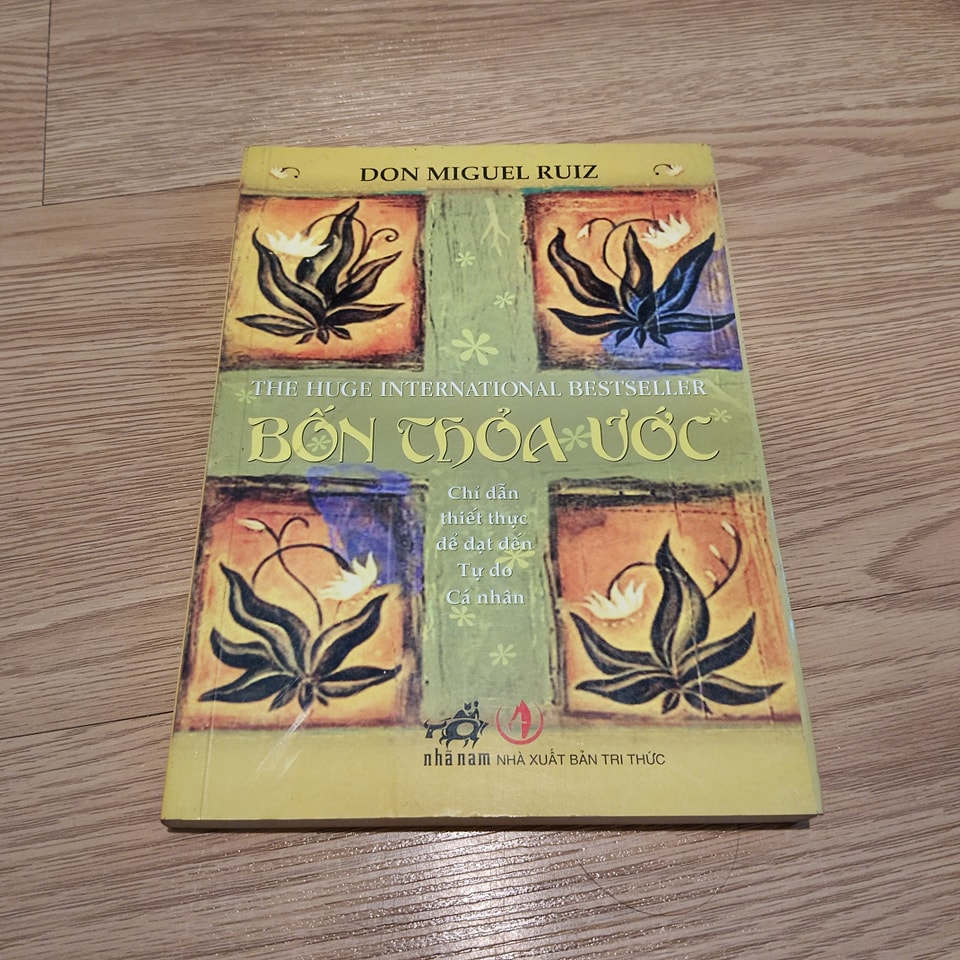 DON MIGUEL RUIZ
THE HUGE INTERNATIONAL BESTSELLER
BỐN THỎA ƯỚC
Chỉ dẫn
thiết thực
để đạt đến
Tự do
Cá nhân
nhã nam NHÀ XUẤT BẢN TRI THỨC